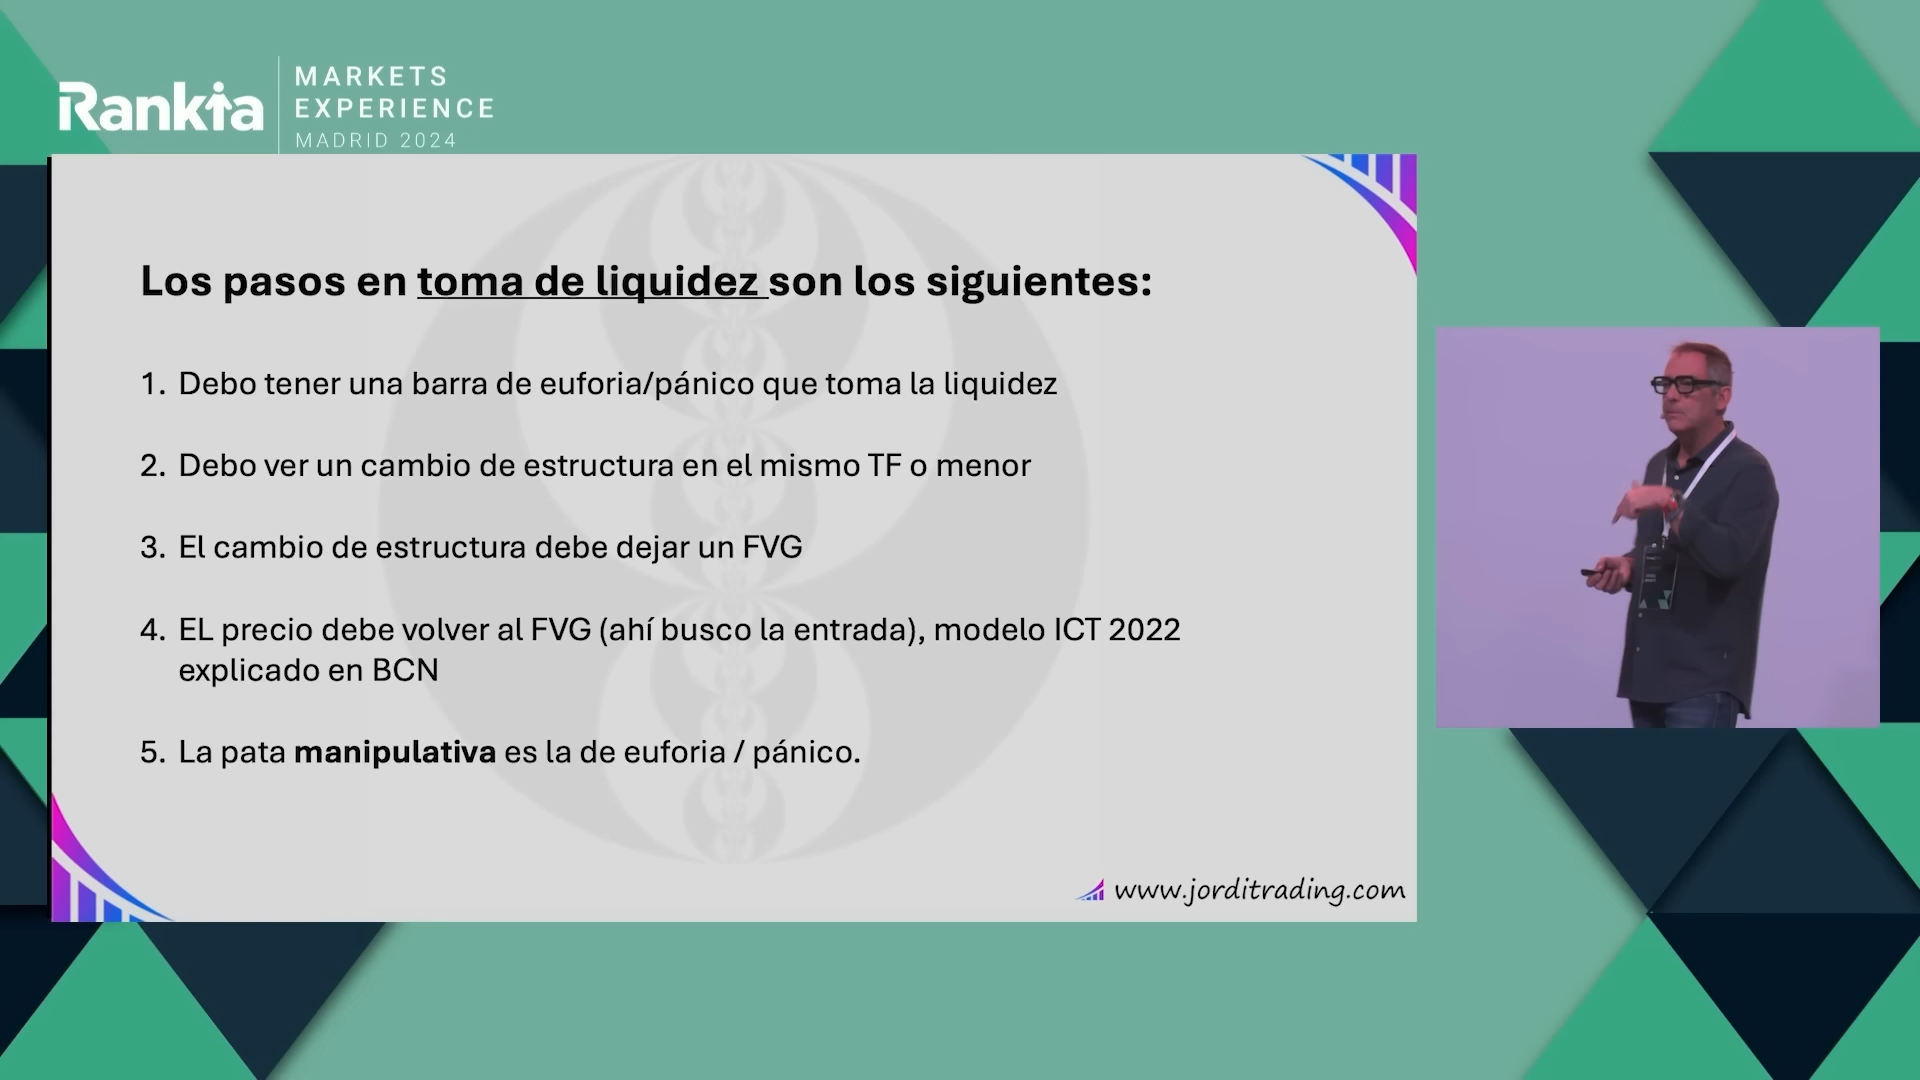 Rankia
MARKETS
EXPERIENCE
MADRID 2024
Los pasos en toma de liquidez son los siguientes:
1. Debo tener una barra de euforia/pánico que toma la liquidez
2. Debo ver un cambio de estructura en el mismo TF o menor
3. El cambio de estructura debe dejar un FVG
4. EL precio debe volver al FVG (ahí busco la entrada), modelo ICT 2022
explicado en BCN
5. La pata manipulativa es la de euforia / pánico.
www.jorditrading.com